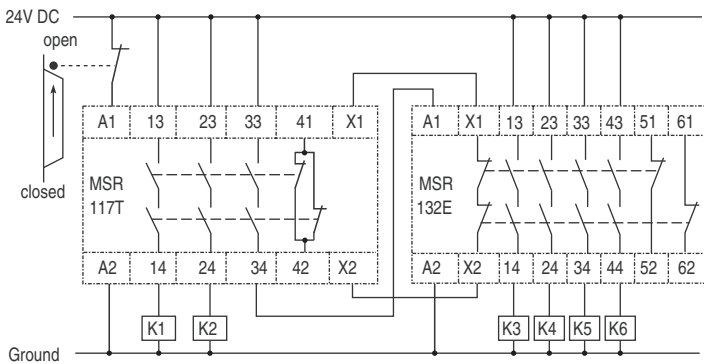 24V DC
open
closed
A1 13 23 33 41 X1
MSR
117T
A2 14 24 34 42 X2
K1 K2
A1 X1 13 23 33 43 51 61
MSR
132E
A2 X2 14 24 34 44 52 62
K3 K4 K5 K6
Ground